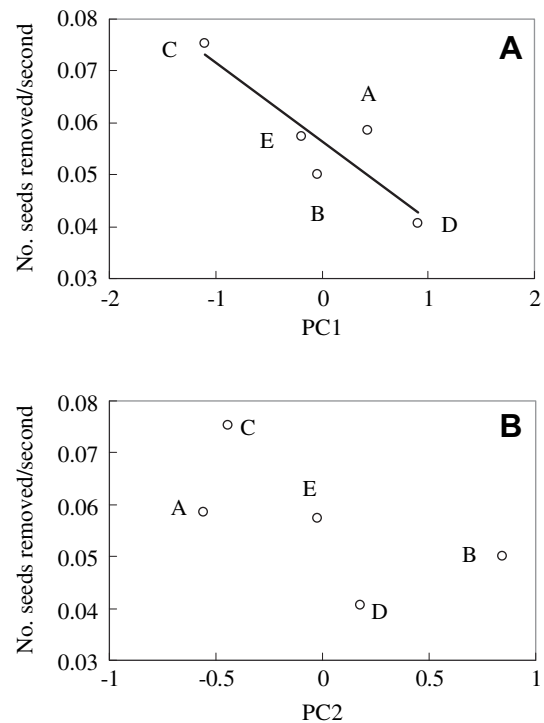 A
No. seeds removed/second
0.08
0.07
0.06
0.05
0.04
0.03
C
A
E
B
D
-2
-1
0
1
2
PC1
B
No. seeds removed/second
0.08
0.07
0.06
0.05
0.04
0.03
C
A
E
B
D
-1
-0.5
0
0.5
1
PC2